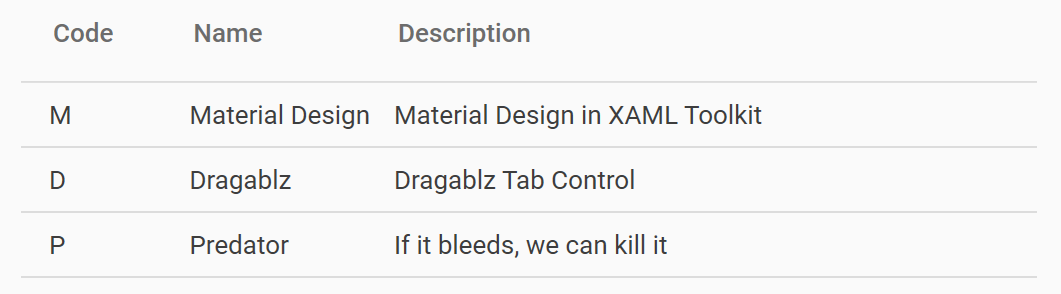 Code Name Description
M Material Design Material Design in XAML Toolkit
D Dragablz Dragablz Tab Control
P Predator If it bleeds, we can kill it